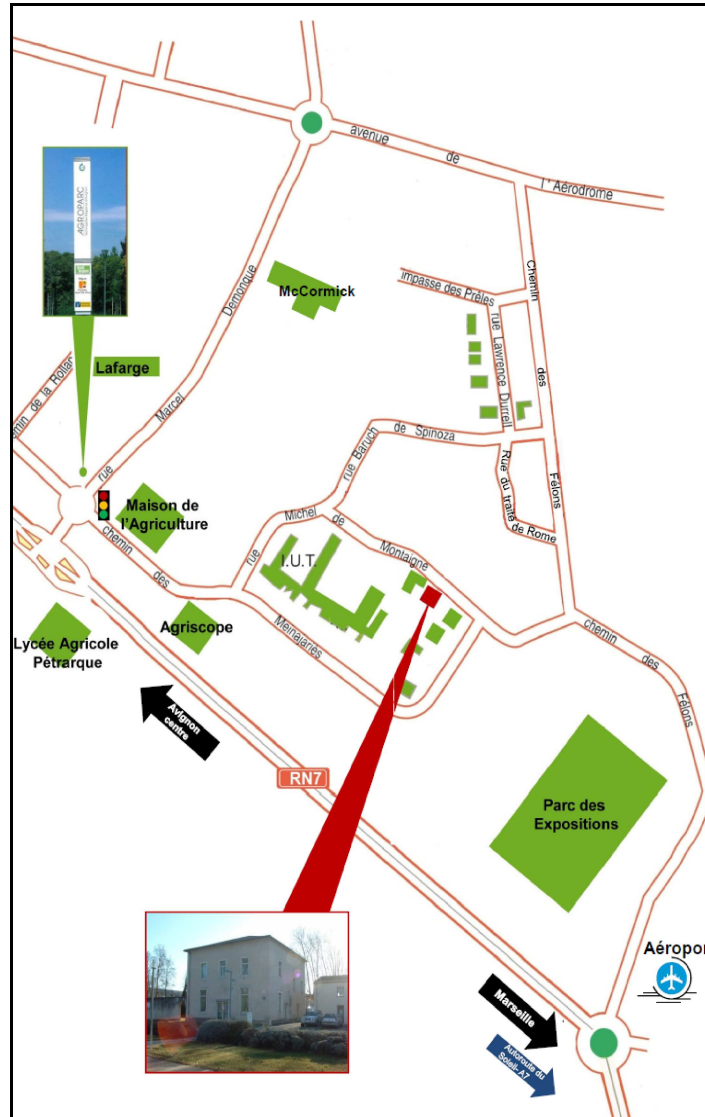 avenue de l'Aérodrome
AGROPARC
McCormick
impasse des Prêles
Chemin des Félons
rue Lawrence Durrell
Demonque
Marcel
rue
Lafarge
emin de la Rollan
rue Baruch de Spinoza
Rue du traité de Rome
Maison de
l'Agriculture
rue Michel de Montaigne
I.U.T.
chemin des Meinajaries
Agriscope
Lycée Agricole
Pétrarque
chemin des Félons
Avignon
centre
RN7
Parc des
Expositions
Aéropor
Marseille
Autoroute du
Soleil- A7